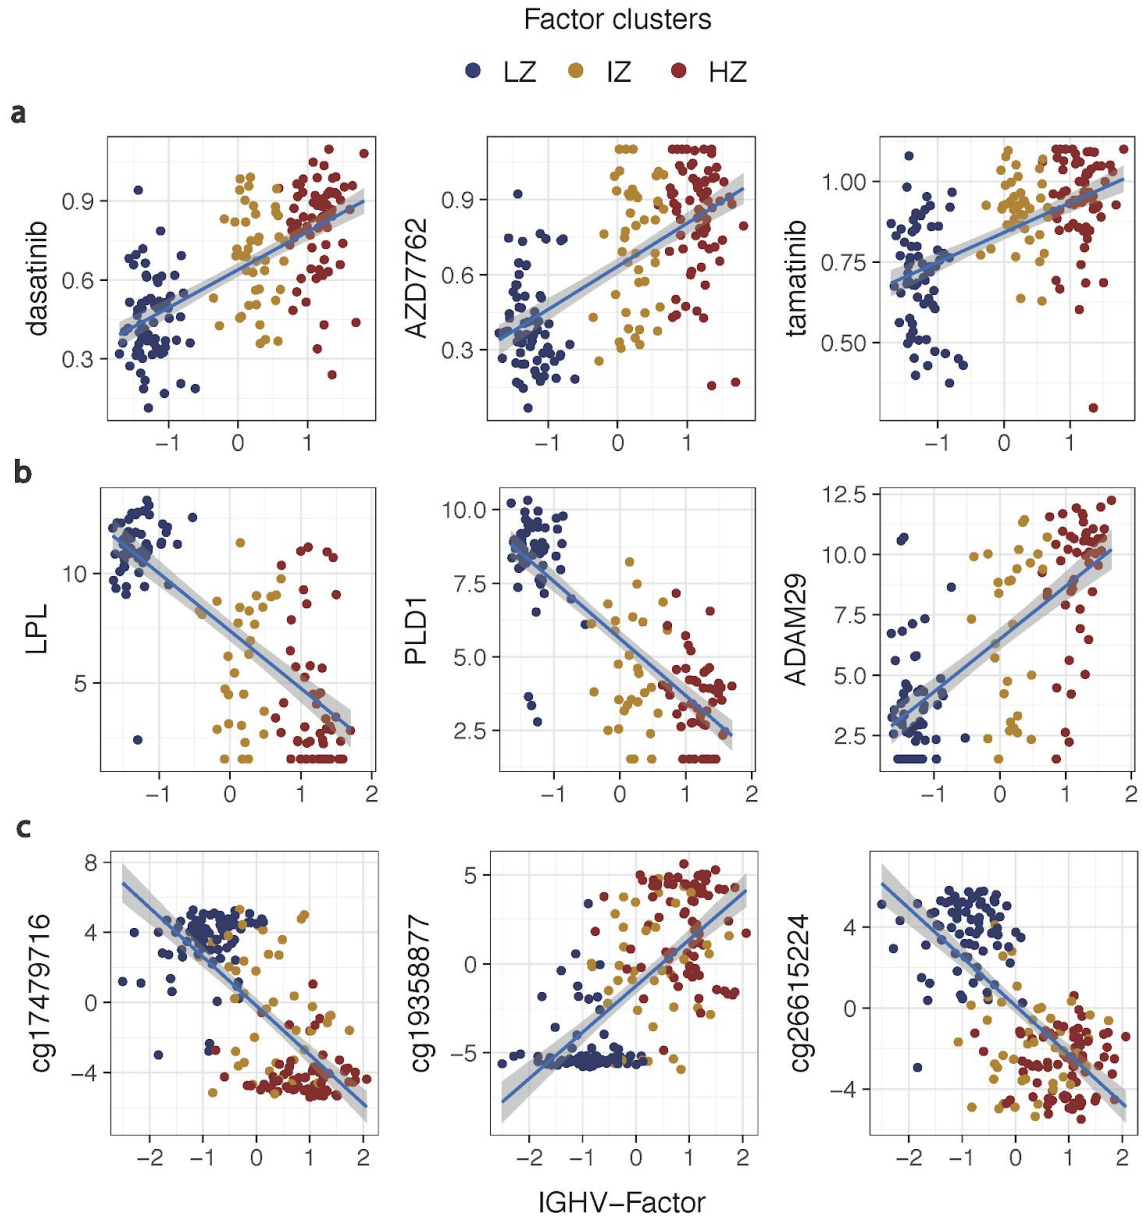 Factor clusters
LZ IZ HZ
a
dasatinib
0.9
0.6
0.3
−1 0 1
AZD7762
0.9
0.6
0.3
−1 0 1
tamatinib
1.00
0.75
0.50
−1 0 1
b
LPL
10
5
−1 0 1 2
PLD1
10.0
7.5
5.0
2.5
−1 0 1 2
ADAM29
12.5
10.0
7.5
5.0
2.5
−1 0 1 2
c
cg17479716
8
4
0
−4
−2 −1 0 1 2
cg19358877
5
0
−5
−2 −1 0 1 2
cg26615224
4
0
−4
−2 −1 0 1 2
IGHV−Factor